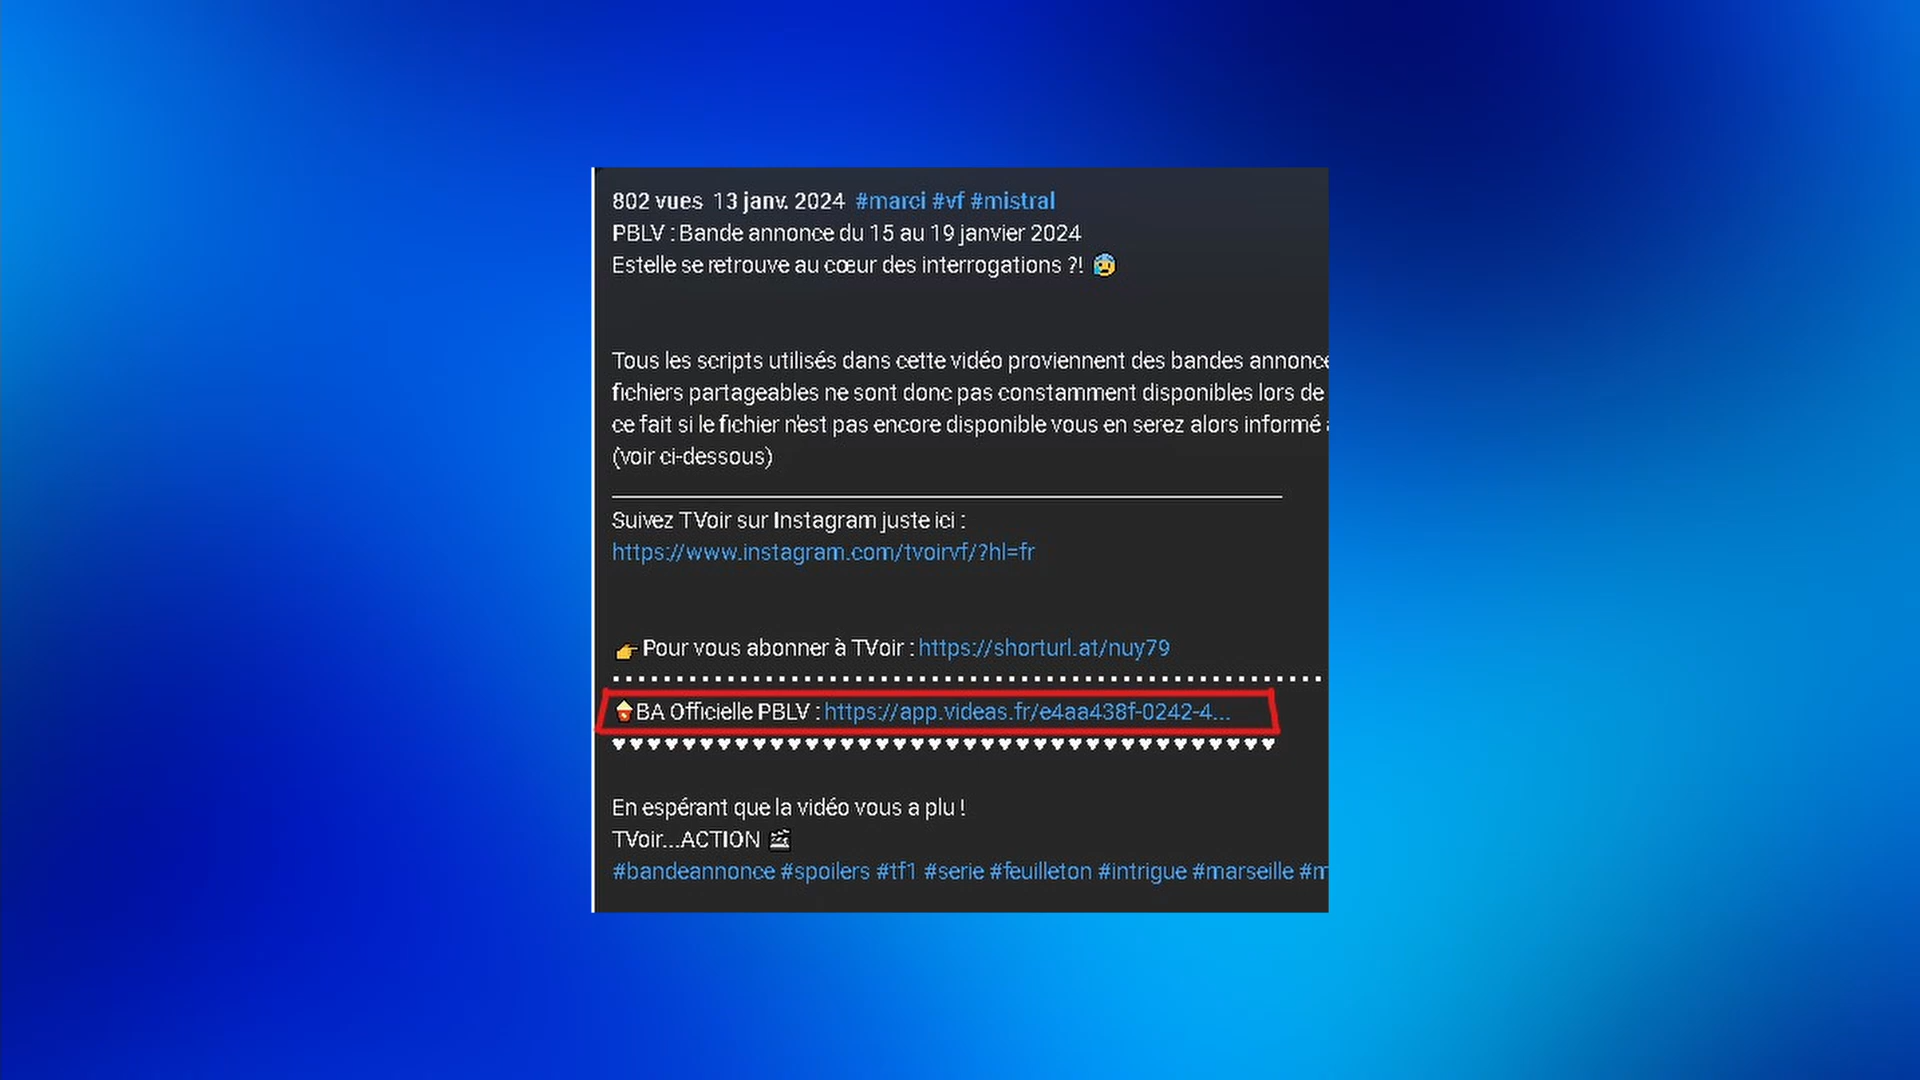 802 vues 13 janv. 2024 #marci #vf #mistral
PBLV : Bande annonce du 15 au 19 janvier 2024
Estelle se retrouve au cœur des interrogations ?! 😰
Tous les scripts utilisés dans cette vidéo proviennent des bandes annonce
fichiers partageables ne sont donc pas constamment disponibles lors de
ce fait si le fichier n'est pas encore disponible vous en serez alors informé
(voir ci-dessous)
Suivez TVoir sur Instagram juste ici :
https://www.instagram.com/tvoirvf/?hl=fr
👉 Pour vous abonner à TVoir : https://shorturl.at/nuy79
🍿BA Officielle PBLV : https://app.videas.fr/e4aa438f-0242-4...
En espérant que la vidéo vous a plu !
TVoir...ACTION 🎬
#bandeannonce #spoilers #tf1 #serie #feuilleton #intrigue #marseille #m